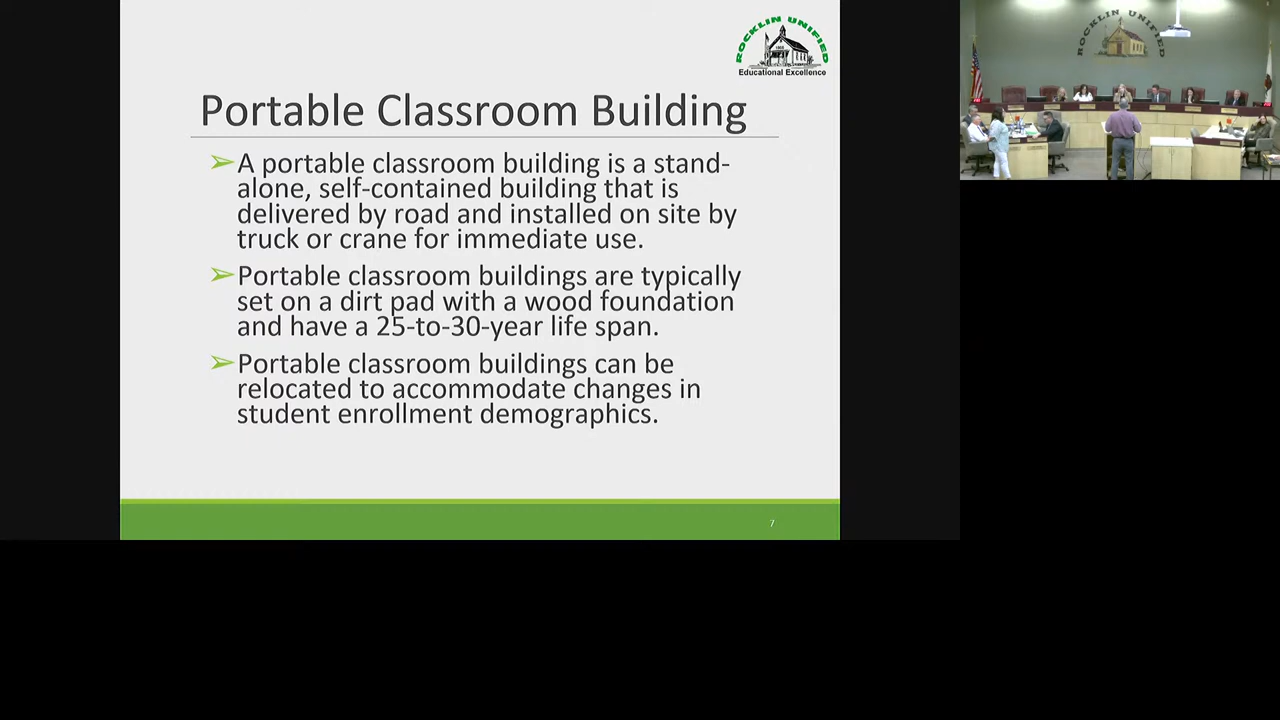 ROCKLIN UNIFIED
Educational Excellence
Portable Classroom Building
➢A portable classroom building is a stand-
alone, self-contained building that is
delivered by road and installed on site by
truck or crane for immediate use.
➢Portable classroom buildings are typically
set on a dirt pad with a wood foundation
and have a 25-to-30-year life span.
➢Portable classroom buildings can be
relocated to accommodate changes in
student enrollment demographics.
7
ROCKLIN UNIFIED